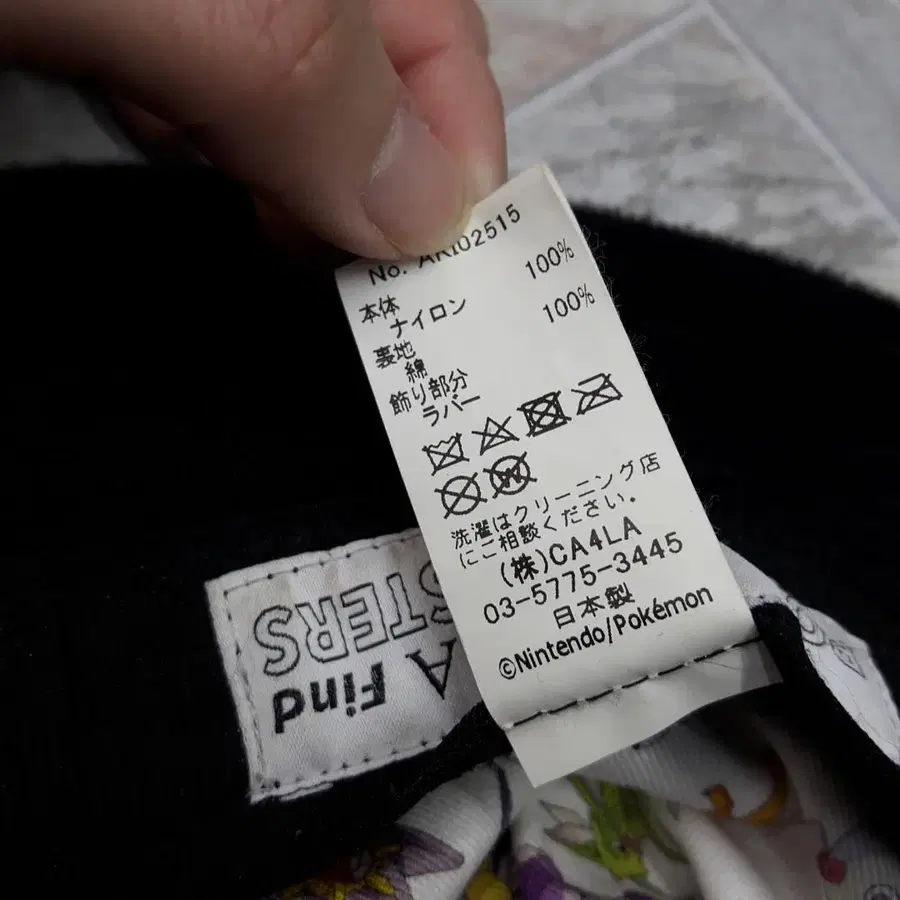 No. AKI02515
本体
ナイロン 100%
裏地
綿 100%
飾り部分
ラバー
洗濯はクリーニング店
にご相談ください。
(株)CA4LA
03-5775-3445
日本製
©Nintendo/Pokémon
A Find
STERS